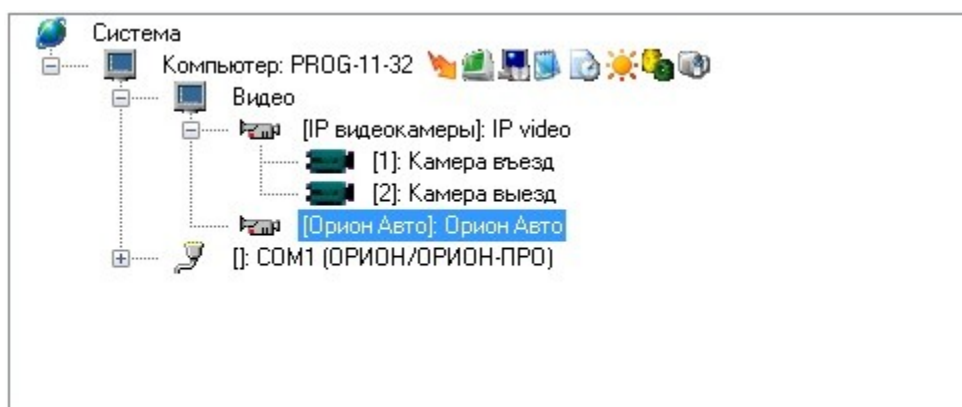 Система
Компьютер: PROG-11-32
Видео
[IP видеокамеры]: IP video
[1]: Камера въезд
[2]: Камера выезд
[Орион Авто]: Орион Авто
[]: COM1 (ОРИОН/ОРИОН-ПРО)